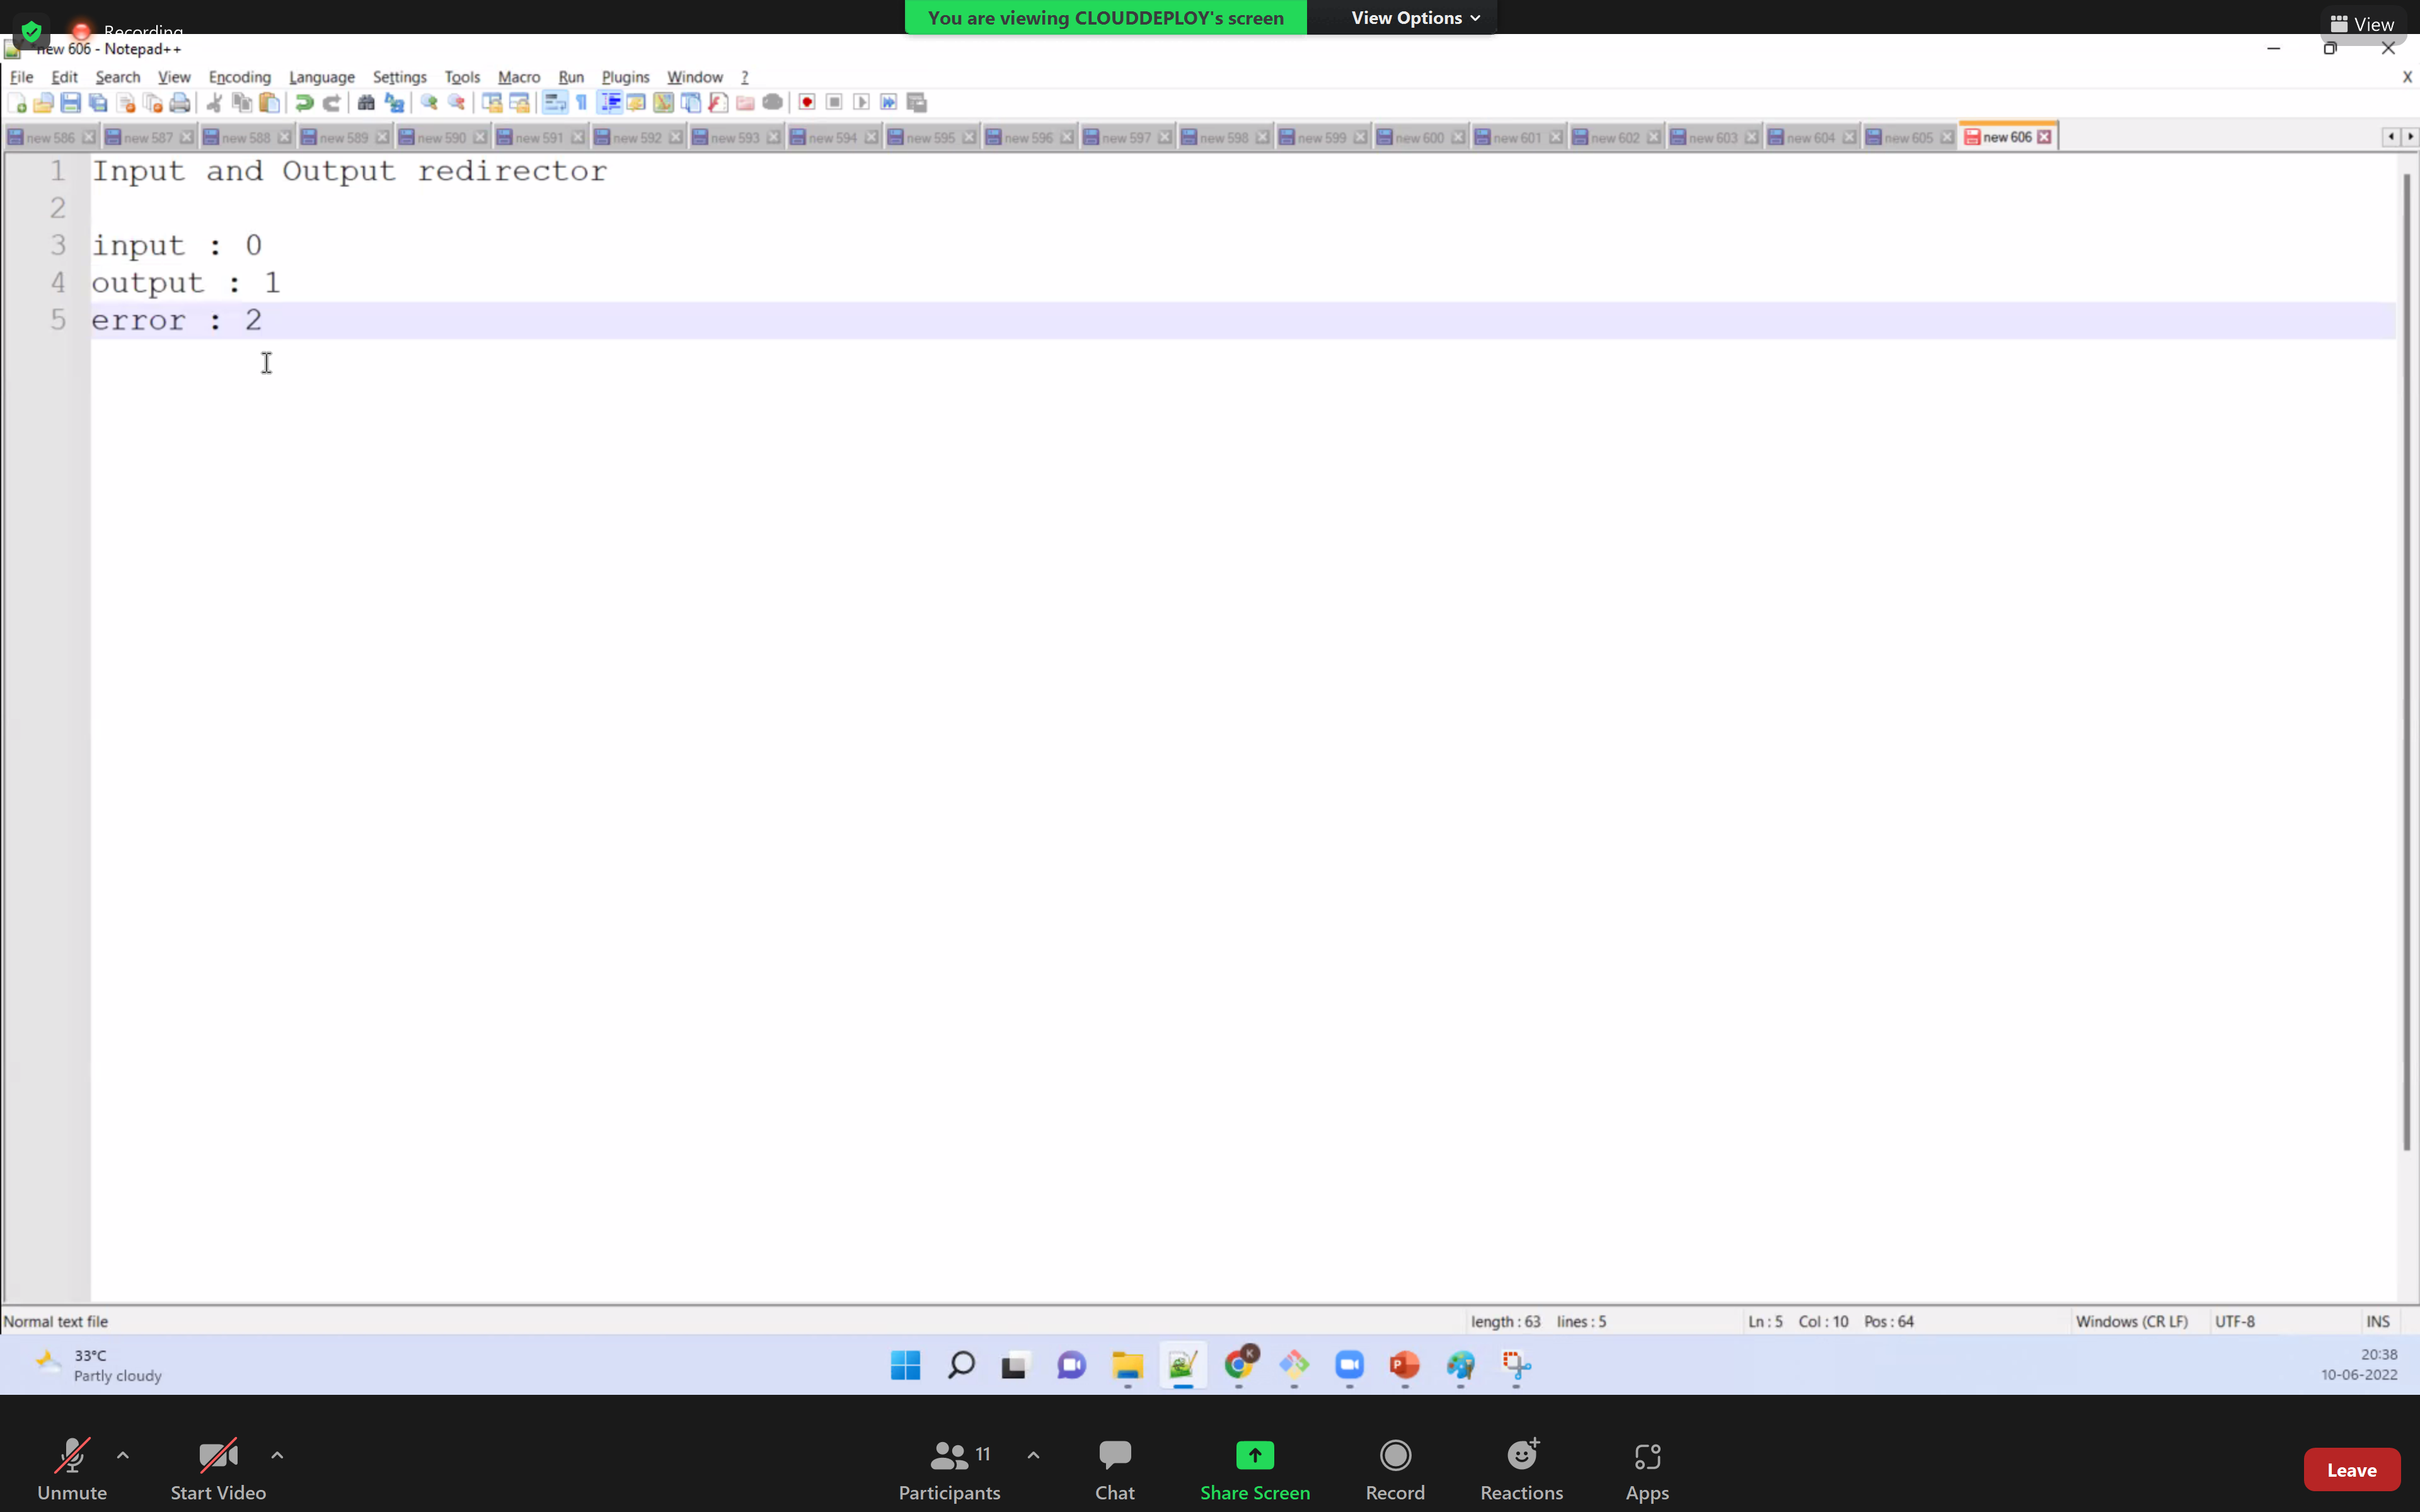 You are viewing CLOUDDEPLOY's screen
View Options
View
Recording
new 606 - Notepad++
File Edit Search View Encoding Language Settings Tools Macro Run Plugins Window ?
X
new 586 new 587 new 588 new 589 new 590 new 591 new 592 new 593 new 594 new 595 new 596 new 597 new 598 new 599 new 600 new 601 new 602 new 603 new 604 new 605 new 606
1 Input and Output redirector
2
3 input : 0
4 output : 1
5 error : 2
Normal text file length : 63 lines : 5 Ln : 5 Col : 10 Pos : 64 Windows (CR LF) UTF-8 INS
33°C
Partly cloudy
20:38
10-06-2022
11
Unmute Start Video Participants Chat Share Screen Record Reactions Apps Leave